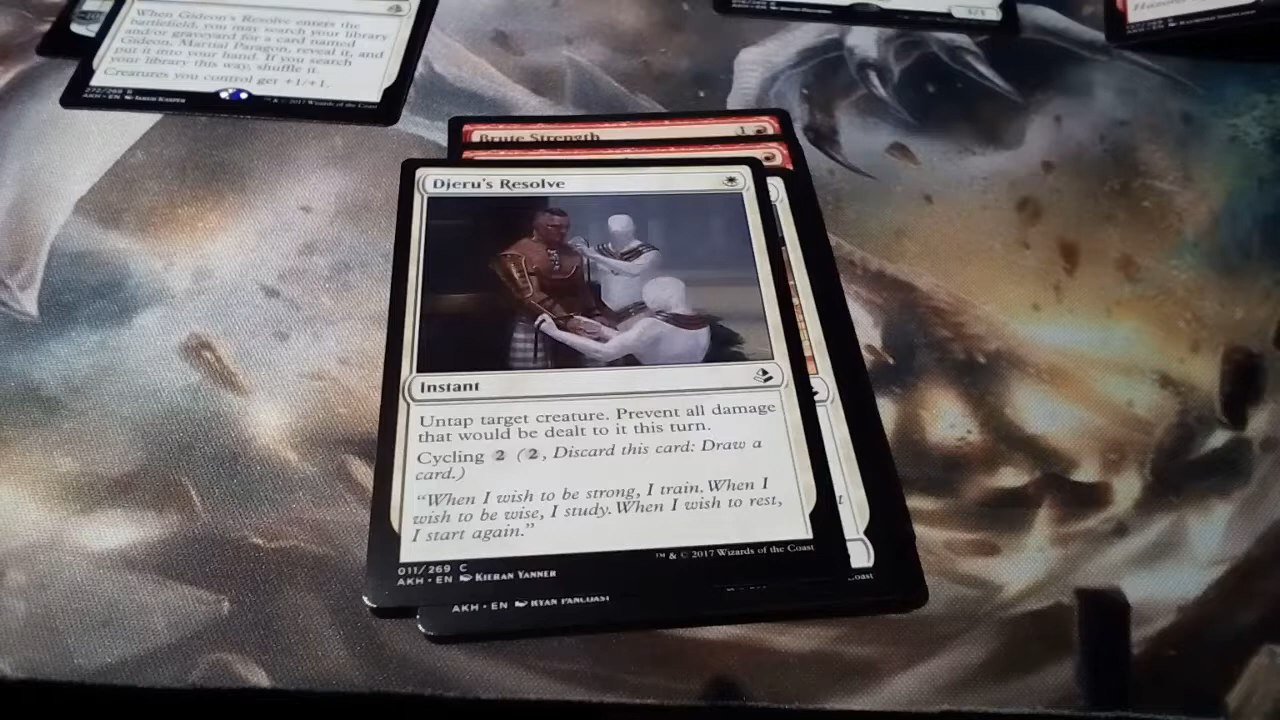 When Gideon's Resolve enters the
battlefield, you may search your library
and/or graveyard for a card named
Gideon, Martial Paragon, reveal it, and
put it into your hand. If you search
your library this way, shuffle it.
Creatures you control get +1/+1.
272/269 R
AKH • EN
™ & © 2017 Wizards of the Coast
Brute Strength 1
Djeru's Resolve
Instant
Untap target creature. Prevent all damage
that would be dealt to it this turn.
Cycling 2 (2, Discard this card: Draw a
card.)
"When I wish to be strong, I train. When I
wish to be wise, I study. When I wish to rest,
I start again."
™ & © 2017 Wizards of the Coast
011/269 C
AKH • EN Kieran Yanner
AKH • EN Ryan Pancoast